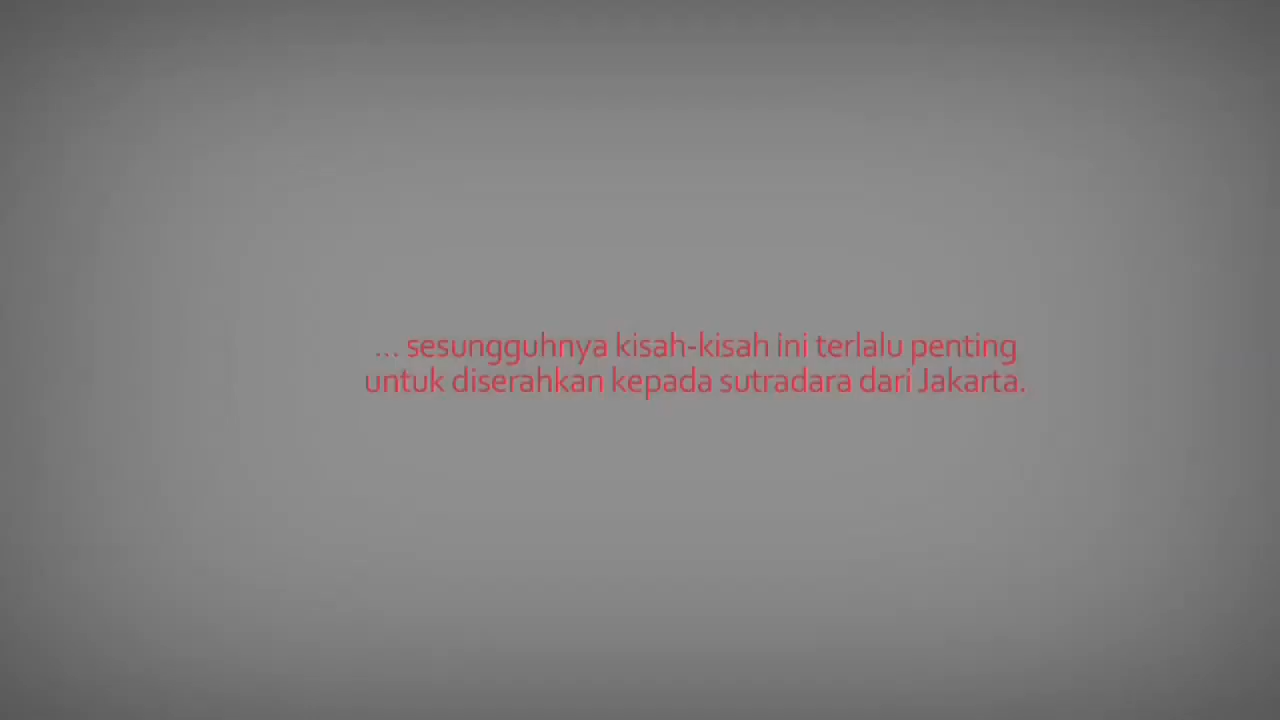 ... sesungguhnya kisah-kisah ini terlalu penting
untuk diserahkan kepada sutradara dari Jakarta.